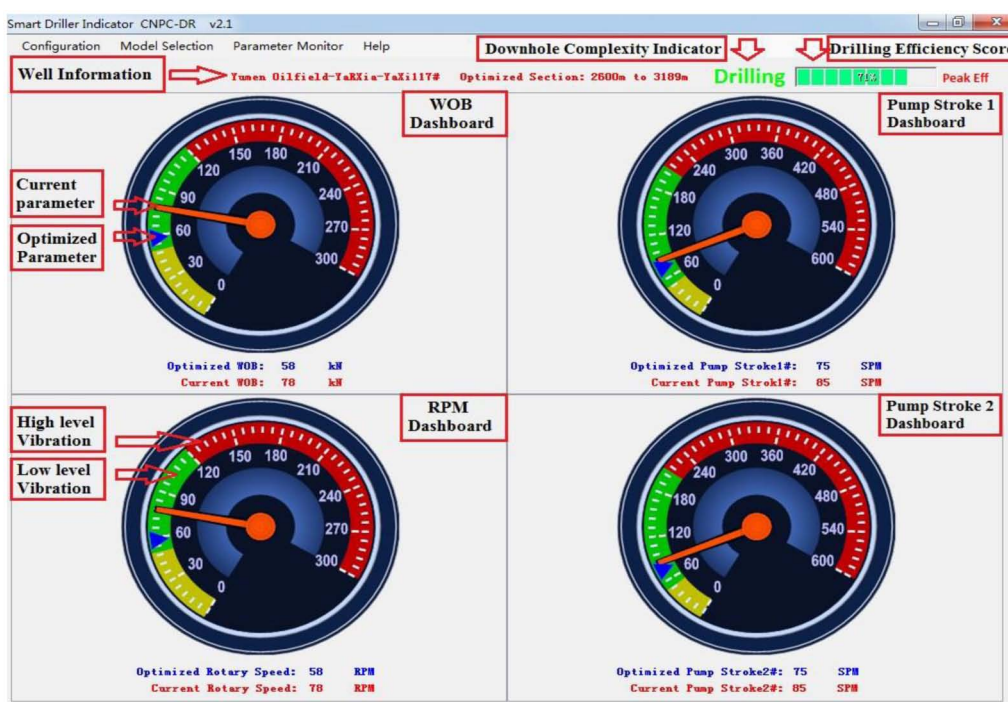 Smart Driller Indicator CNPC-DR v2.1
Configuration Model Selection Parameter Monitor Help
Downhole Complexity Indicator
Drilling Efficiency Score
Well Information
Yumen Oilfield-YaRXia-YaXi117# Optimized Section: 2600m to 3189m
Drilling
Peak Eff
WOB
Dashboard
Current
parameter
Optimized
Parameter
0 30 60 90 120 150 180 210 240 270 300
Optimized WOB: 58 kN
Current WOB: 78 kN
Pump Stroke 1
Dashboard
0 60 120 180 240 300 360 420 480 540 600
Optimized Pump Stroke1#: 75 SPM
Current Pump Strok1#: 85 SPM
RPM
Dashboard
High level
Vibration
Low level
Vibration
0 30 60 90 120 150 180 210 240 270 300
Optimized Rotary Speed: 58 RPM
Current Rotary Speed: 78 RPM
Pump Stroke 2
Dashboard
0 60 120 180 240 300 360 420 480 540 600
Optimized Pump Stroke2#: 75 SPM
Current Pump Stroke2#: 85 SPM